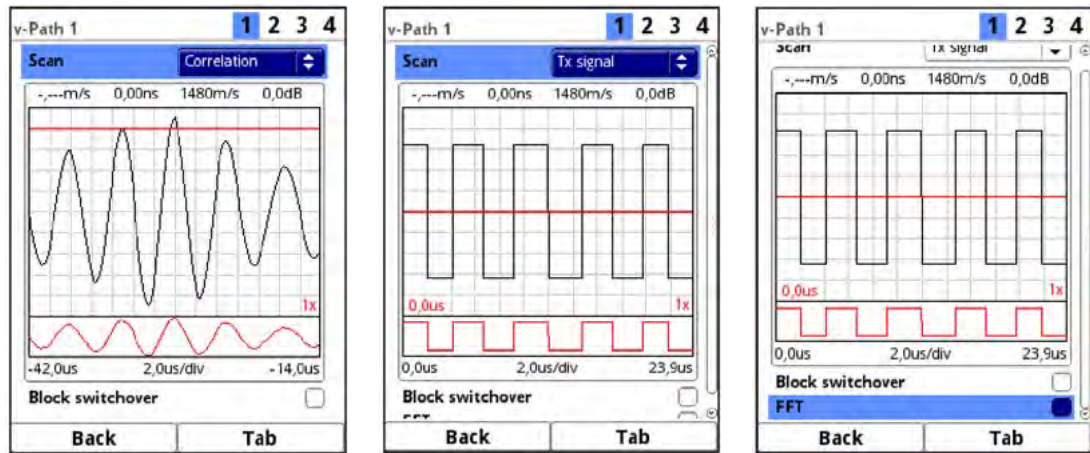 v-Path 1 1 2 3 4
Scan Correlation
-,---m/s 0,00ns 1480m/s 0,0dB
1x
-42,0us 2,0us/div -14,0us
Block switchover
Back Tab
v-Path 1 1 2 3 4
Scan Tx signal
-,---m/s 0,00ns 1480m/s 0,0dB
0,0us 1x
0,0us 2,0us/div 23,9us
Block switchover
FFT
Back Tab
v-Path 1 1 2 3 4
Scan Tx signal
-,---m/s 0,00ns 1480m/s 0,0dB
0,0us 1x
0,0us 2,0us/div 23,9us
Block switchover
FFT
Back Tab